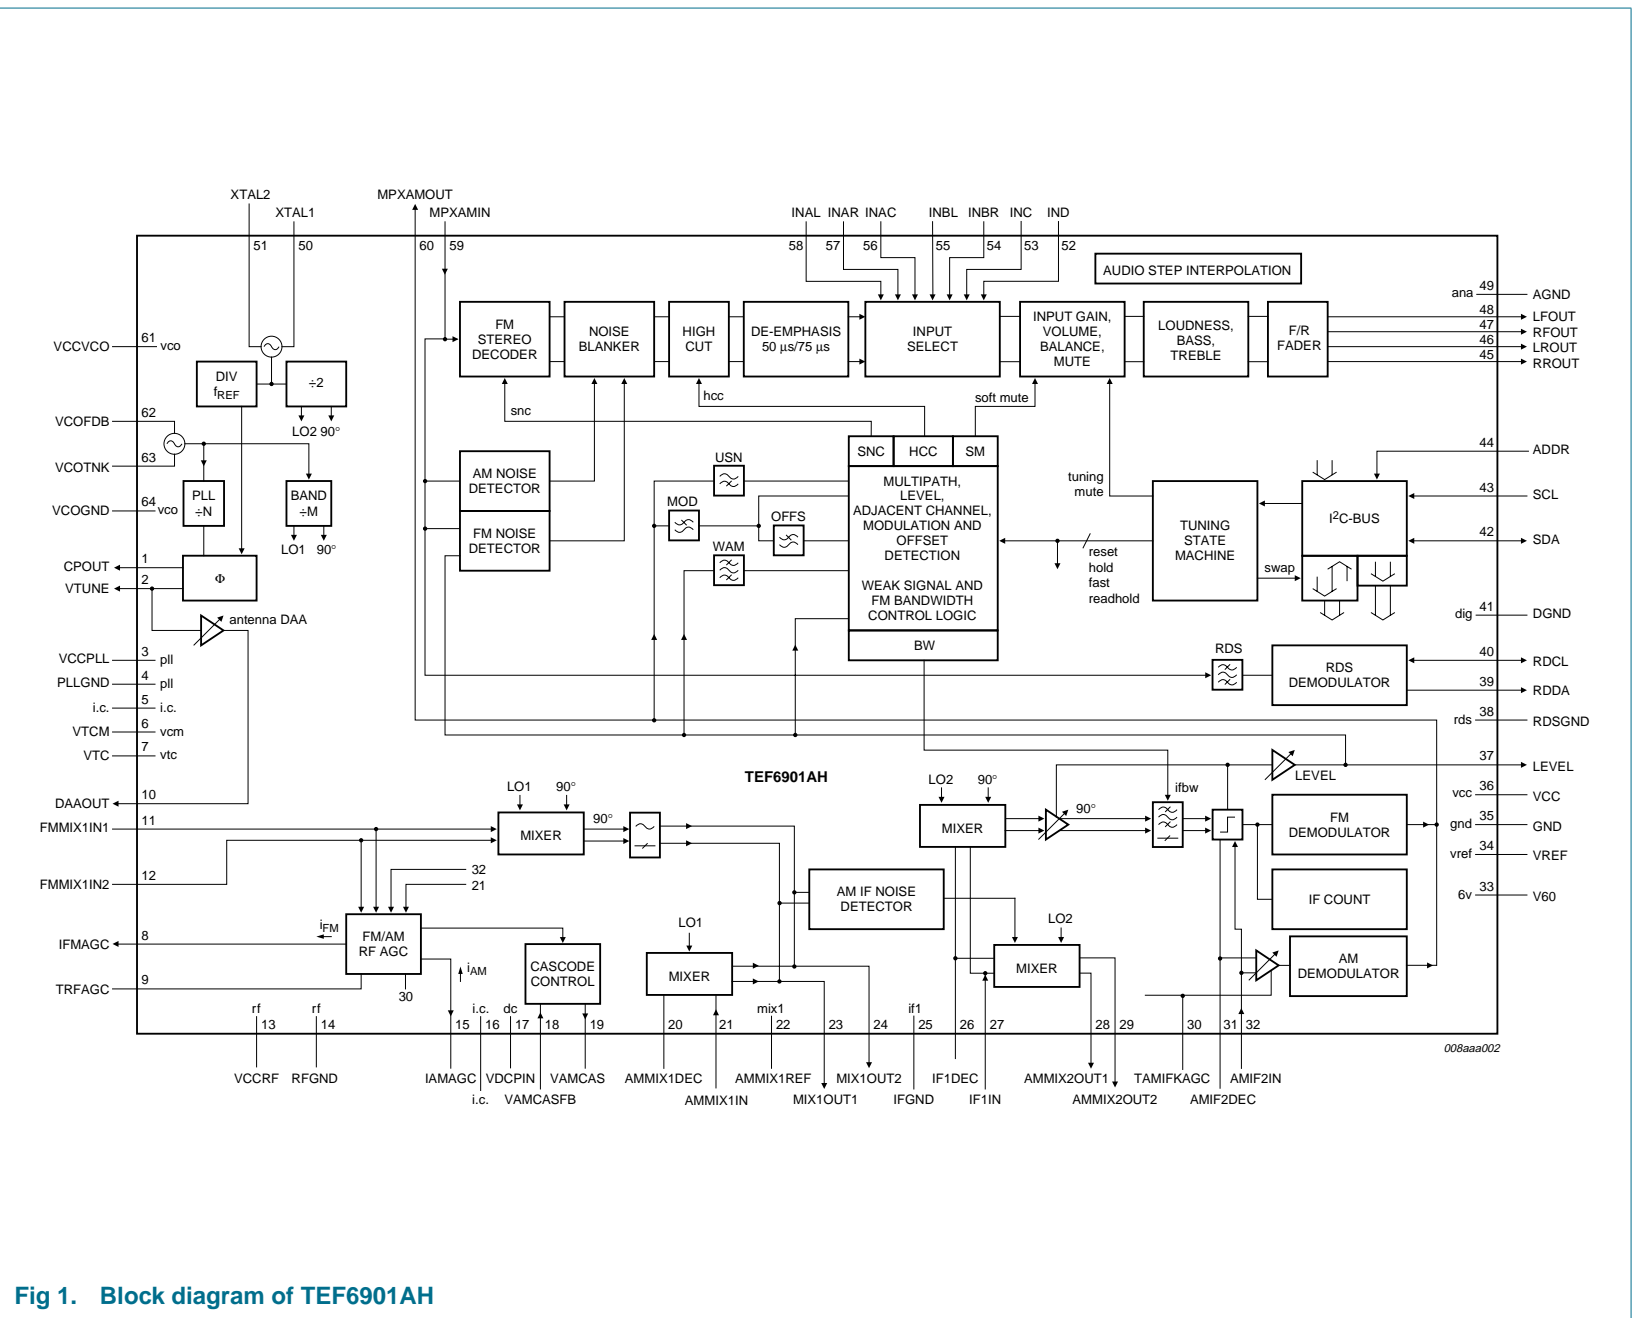 XTAL2
XTAL1
MPXAMOUT
MPXAMIN
INAL INAR INAC INBL INBR INC IND
51 50 60 59 58 57 56 55 54 53 52
AUDIO STEP INTERPOLATION
ana 49 AGND
48 LFOUT
47 RFOUT
46 LROUT
45 RROUT
VCCVCO 61 vco
FM
STEREO
DECODER
NOISE
BLANKER
HIGH
CUT
DE-EMPHASIS
50 μs/75 μs
INPUT
SELECT
INPUT GAIN,
VOLUME,
BALANCE,
MUTE
LOUDNESS,
BASS,
TREBLE
F/R
FADER
DIV
fREF
÷2
LO2 90°
snc
hcc
soft mute
VCOFDB 62
VCOTNK 63
VCOGND 64 vco
PLL
÷N
BAND
÷M
LO1 90°
CPOUT 1
VTUNE 2
Φ
antenna DAA
AM NOISE
DETECTOR
FM NOISE
DETECTOR
USN
MOD
OFFS
WAM
SNC HCC SM
MULTIPATH,
LEVEL,
ADJACENT CHANNEL,
MODULATION AND
OFFSET
DETECTION
WEAK SIGNAL AND
FM BANDWIDTH
CONTROL LOGIC
BW
tuning
mute
reset
hold
fast
readhold
TUNING
STATE
MACHINE
swap
I2C-BUS
44 ADDR
43 SCL
42 SDA
dig 41 DGND
RDS
RDS
DEMODULATOR
40 RDCL
39 RDDA
rds 38 RDSGND
37 LEVEL
vcc 36 VCC
gnd 35 GND
vref 34 VREF
6v 33 V60
VCCPLL 3 pll
PLLGND 4 pll
i.c. 5 i.c.
VTCM 6 vcm
VTC 7 vtc
DAAOUT 10
FMMIX1IN1 11
FMMIX1IN2 12
IFMAGC 8
TRFAGC 9
TEF6901AH
LO1 90°
MIXER
90°
32
21
iFM
FM/AM
RF AGC
iAM
30
CASCODE
CONTROL
LO1
MIXER
AM IF NOISE
DETECTOR
LO2 90°
MIXER
90°
ifbw
LEVEL
FM
DEMODULATOR
IF COUNT
AM
DEMODULATOR
LO2
MIXER
rf rf i.c. dc mix1 if1
13 14 15 16 17 18 19 20 21 22 23 24 25 26 27 28 29 30 31 32
008aaa002
VCCRF RFGND IAMAGC VDCPIN VAMCAS AMMIX1DEC AMMIX1REF MIX1OUT2 IF1DEC AMMIX2OUT1 TAMIFKAGC AMIF2IN
i.c. VAMCASFB AMMIX1IN MIX1OUT1 IFGND IF1IN AMMIX2OUT2 AMIF2DEC
Fig 1. Block diagram of TEF6901AH